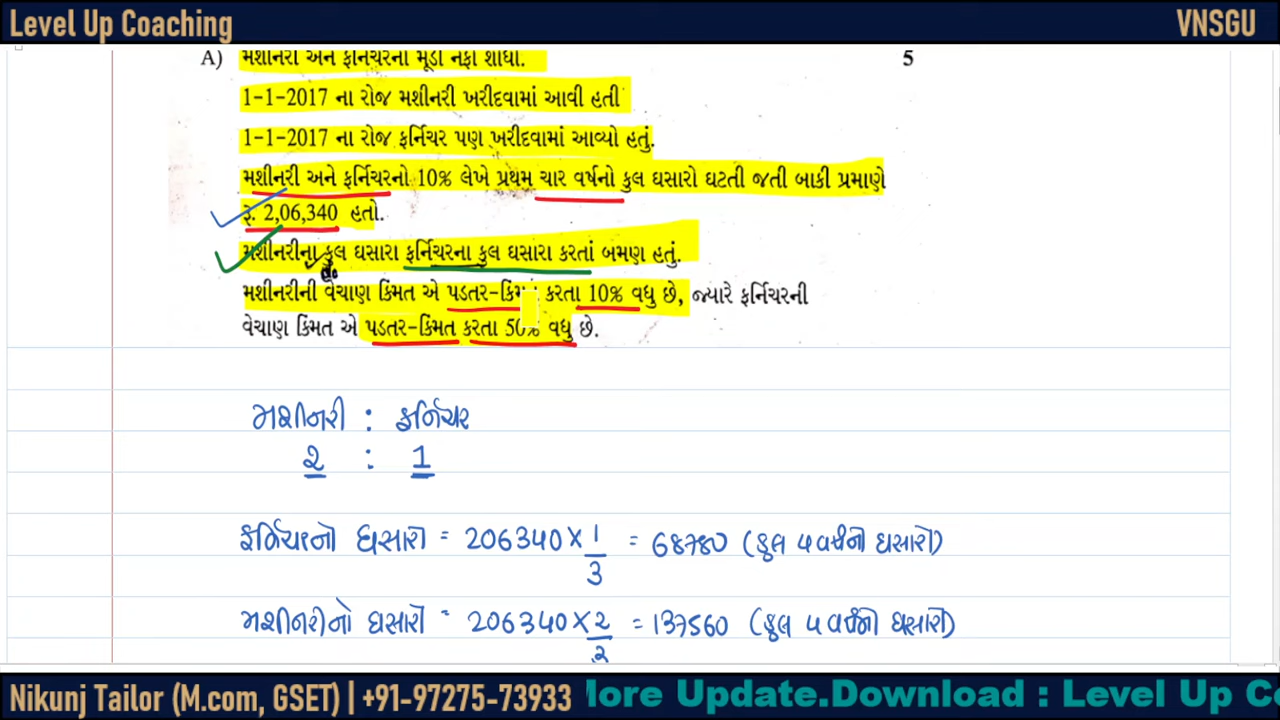 Level Up Coaching
VNSGU
A) મશીનરી અને ફર્નિચરનો મૂડી નફો શોધો. 5
1-1-2017 ના રોજ મશીનરી ખરીદવામાં આવી હતી
1-1-2017 ના રોજ ફર્નિચર પણ ખરીદવામાં આવ્યો હતું.
મશીનરી અને ફર્નિચરનો 10% લેખે પ્રથમ ચાર વર્ષનો કુલ ઘસારો ઘટતી જતી બાકી પ્રમાણે
રૂ. 2,06,340 હતો.
મશીનરીના કુલ ઘસારા ફર્નિચરના કુલ ઘસારા કરતાં બમણ હતું.
મશીનરીની વેચાણ કિંમત એ પડતર-કિંમત કરતા 10% વધુ છે, જ્યારે ફર્નિચરની
વેચાણ કિંમત એ પડતર-કિંમત કરતા 50% વધુ છે.
મશીનરી : ફર્નિચર
૨ : 1
ફર્નિચરનો ઘસારો = 206340 × 1/3 = 68780 (કુલ ૪ વર્ષનો ઘસારો)
મશીનરીનો ઘસારો = 206340 × 2/3 = 137560 (કુલ ૪ વર્ષનો ઘસારો)
Nikunj Tailor (M.com, GSET) | +91-97275-73933
More Update.Download : Level Up